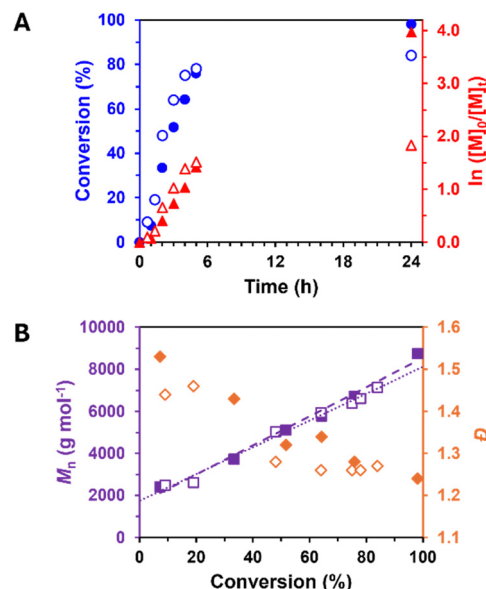 A
Conversion (%)
100
80
60
40
20
0
ln ([M]₀/[M]ₜ)
4.0
3.0
2.0
1.0
0.0
0 6 12 18 24
Time (h)
B
Mₙ (g mol⁻¹)
10000
8000
6000
4000
2000
0
Đ
1.6
1.5
1.4
1.3
1.2
1.1
0 20 40 60 80 100
Conversion (%)